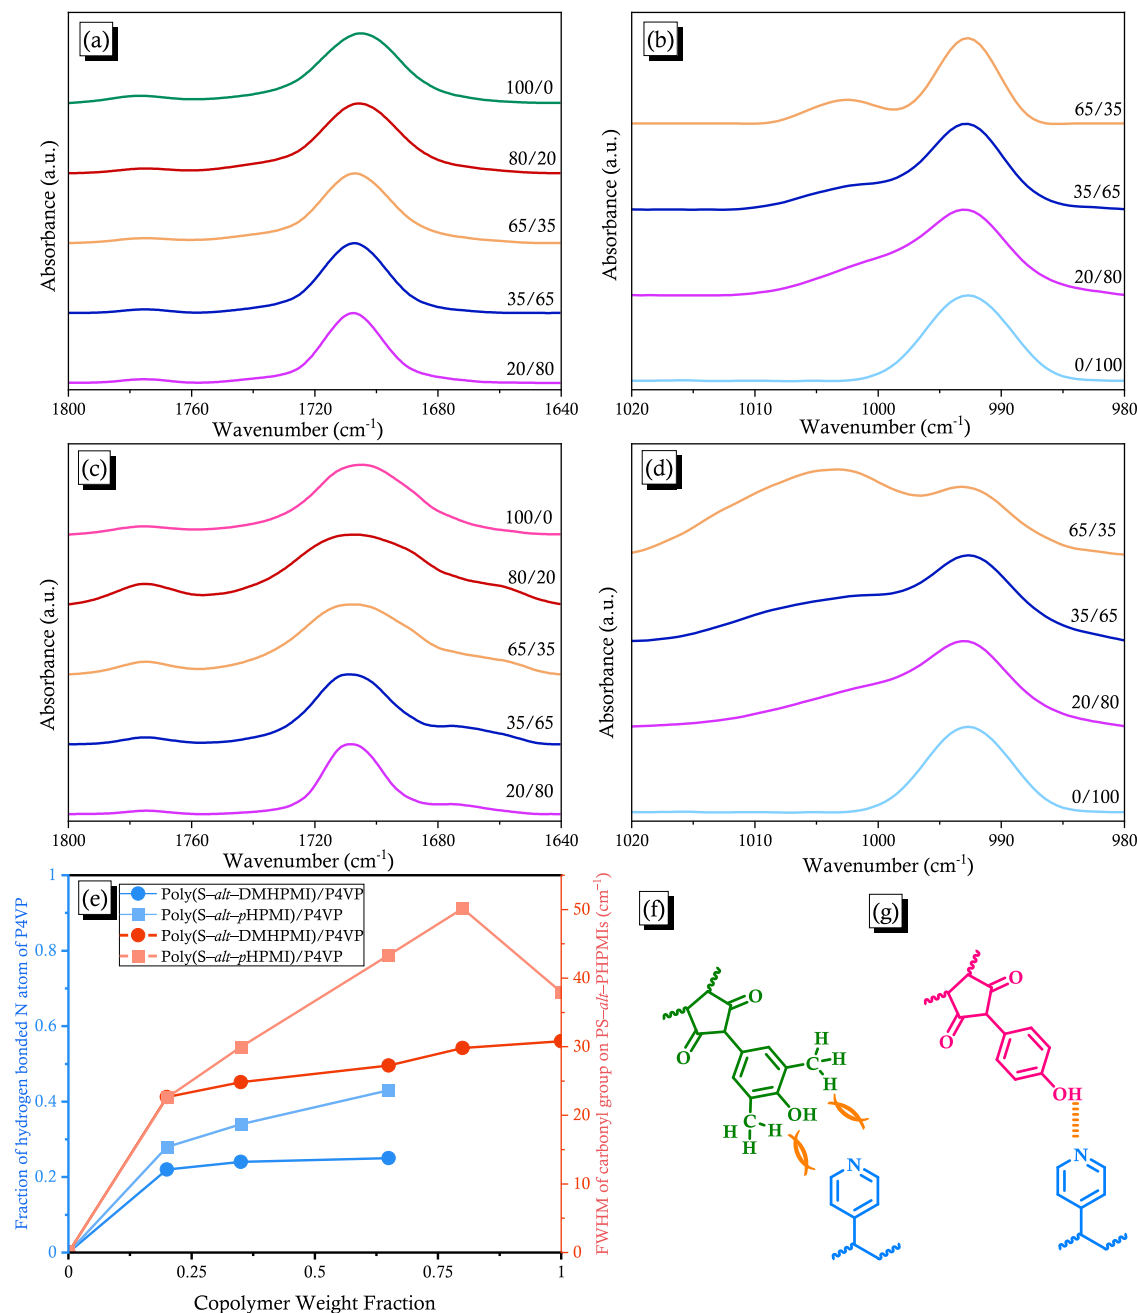 (a)
100/0
80/20
65/35
35/65
20/80
Absorbance (a.u.)
1800 1760 1720 1680 1640
Wavenumber (cm-1)
(b)
65/35
35/65
20/80
0/100
Absorbance (a.u.)
1020 1010 1000 990 980
Wavenumber (cm-1)
(c)
100/0
80/20
65/35
35/65
20/80
Absorbance (a.u.)
1800 1760 1720 1680 1640
Wavenumber (cm-1)
(d)
65/35
35/65
20/80
0/100
Absorbance (a.u.)
1020 1010 1000 990 980
Wavenumber (cm-1)
(e)
Poly(S–alt–DMHPMI)/P4VP
Poly(S–alt–pHPMI)/P4VP
Poly(S–alt–DMHPMI)/P4VP
Poly(S–alt–pHPMI)/P4VP
Fraction of hydrogen bonded N atom of P4VP
1
0.8
0.6
0.4
0.2
0
FWHM of carbonyl group on PS–alt–PHPMIs (cm–1)
50
40
30
20
10
0
0 0.25 0.5 0.75 1
Copolymer Weight Fraction
(f)
O
O
H
C
H
H
OH
C
H
H
H
N
(g)
O
O
OH
N